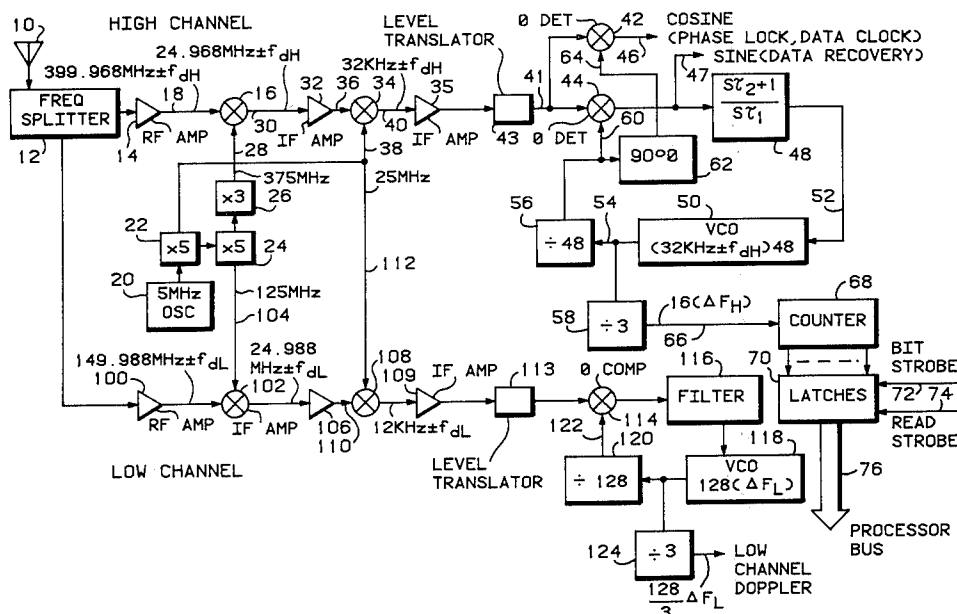 HIGH CHANNEL
LEVEL
TRANSLATOR
0 DET
42
COSINE
(PHASE LOCK, DATA CLOCK)
SINE (DATA RECOVERY)
10
399.968MHz±fdH
24.968MHz±fdH
32KHz±fdH
64
46
47
FREQ
SPLITTER
12
18
14
RF AMP
16
30
32
36
IF AMP
34
40
35
IF AMP
41
43
44
0 DET
60
Sτ2+1
Sτ1
48
28
375MHz
38
25MHz
×3
26
90°0
62
52
22
×5
×5
24
56
÷48
54
50
VCO
(32KHz±fdH)48
20
5MHz
OSC
125MHz
104
112
58
÷3
16(ΔFH)
66
68
COUNTER
149.988MHz±fdL
100
RF AMP
24.988
MHz±fdL
102
IF AMP
106
110
108
109
IF AMP
12KHz±fdL
113
0 COMP
114
116
FILTER
70
LATCHES
BIT
STROBE
72
74
READ
STROBE
LOW CHANNEL
LEVEL
TRANSLATOR
122
120
÷ 128
118
VCO
128(ΔFL)
76
PROCESSOR
BUS
124
÷3
128
3
ΔFL
LOW
CHANNEL
DOPPLER